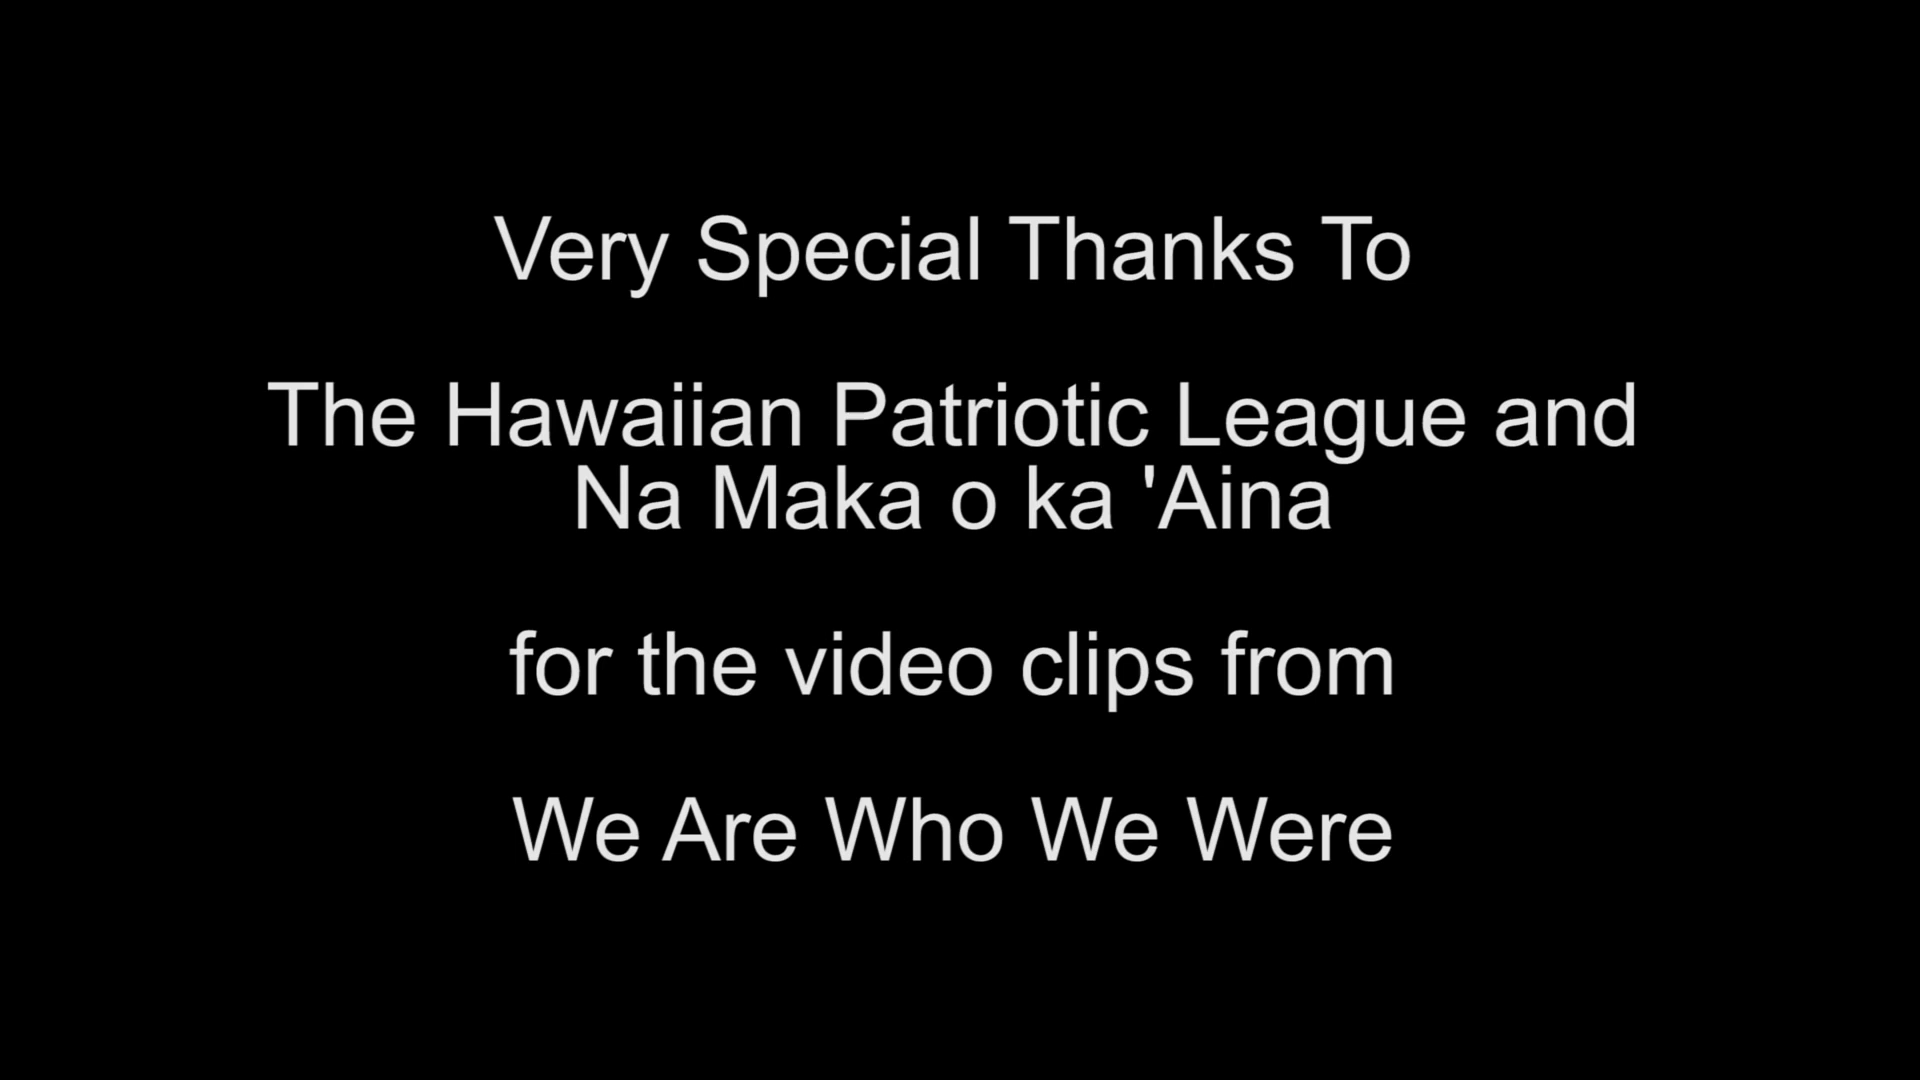 Very Special Thanks To
The Hawaiian Patriotic League and
Na Maka o ka 'Aina
for the video clips from
We Are Who We Were